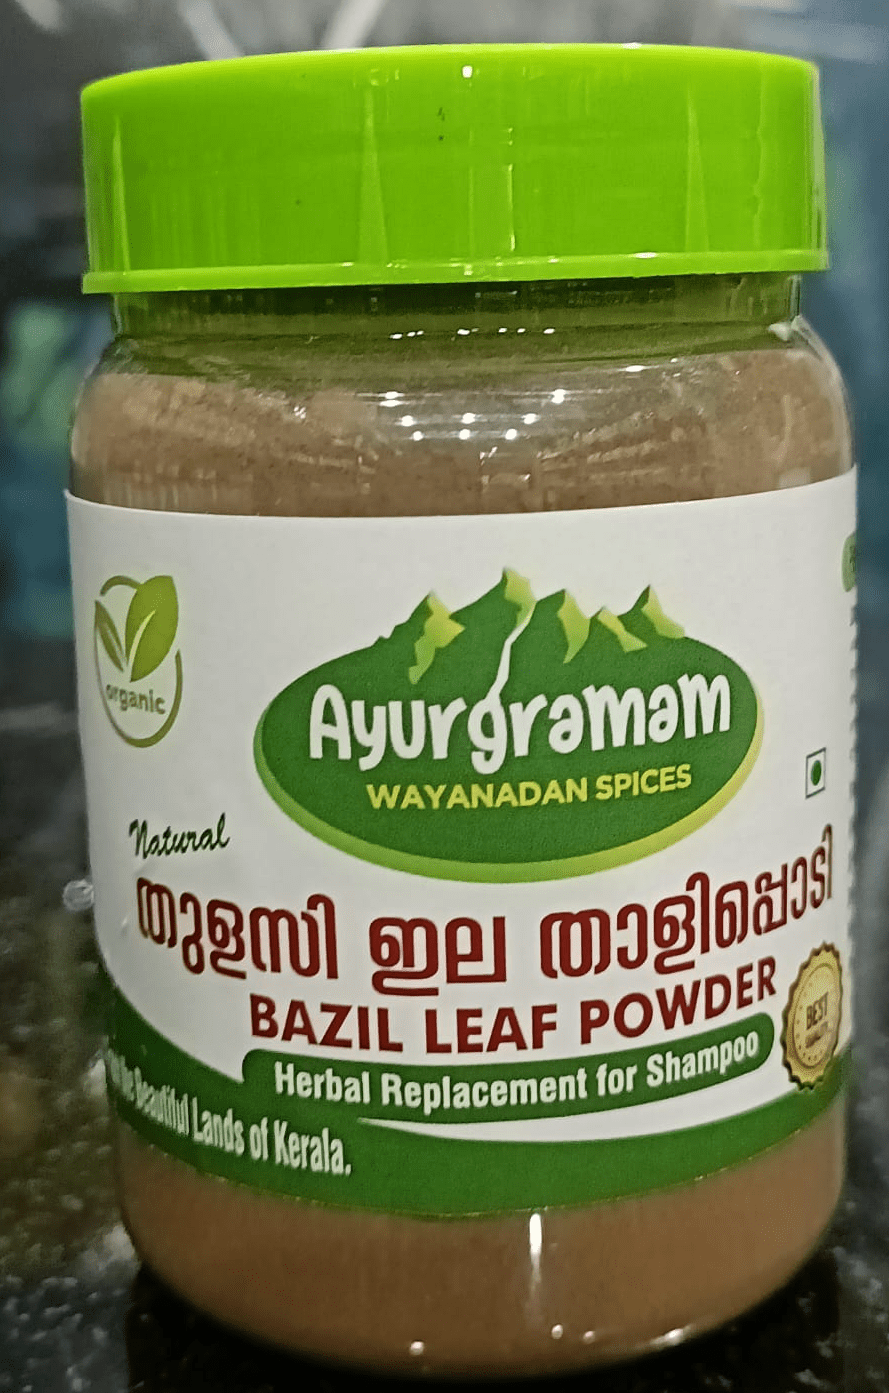 organic
Ayurgramam
WAYANADAN SPICES
Natural
തുളസി ഇല താളിപ്പൊടി
BAZIL LEAF POWDER
Herbal Replacement for Shampoo
BEST
Beautiful Lands of Kerala.